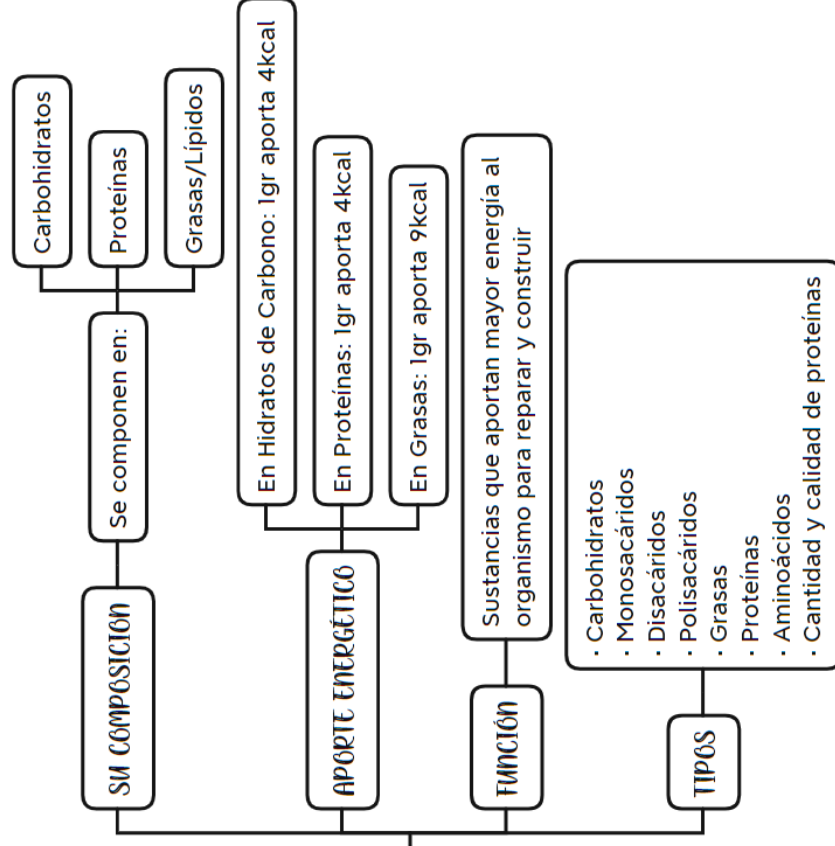 SU COMPOSICIÓN
Se componen en:
Carbohidratos
Proteínas
Grasas/Lípidos
APORTE ENERGÉTICO
En Hidratos de Carbono: 1gr aporta 4kcal
En Proteínas: 1gr aporta 4kcal
En Grasas: 1gr aporta 9kcal
FUNCIÓN
Sustancias que aportan mayor energía al
organismo para reparar y construir
TIPOS
· Carbohidratos
· Monosacáridos
· Disacáridos
· Polisacáridos
· Grasas
· Proteínas
· Aminoácidos
· Cantidad y calidad de proteínas